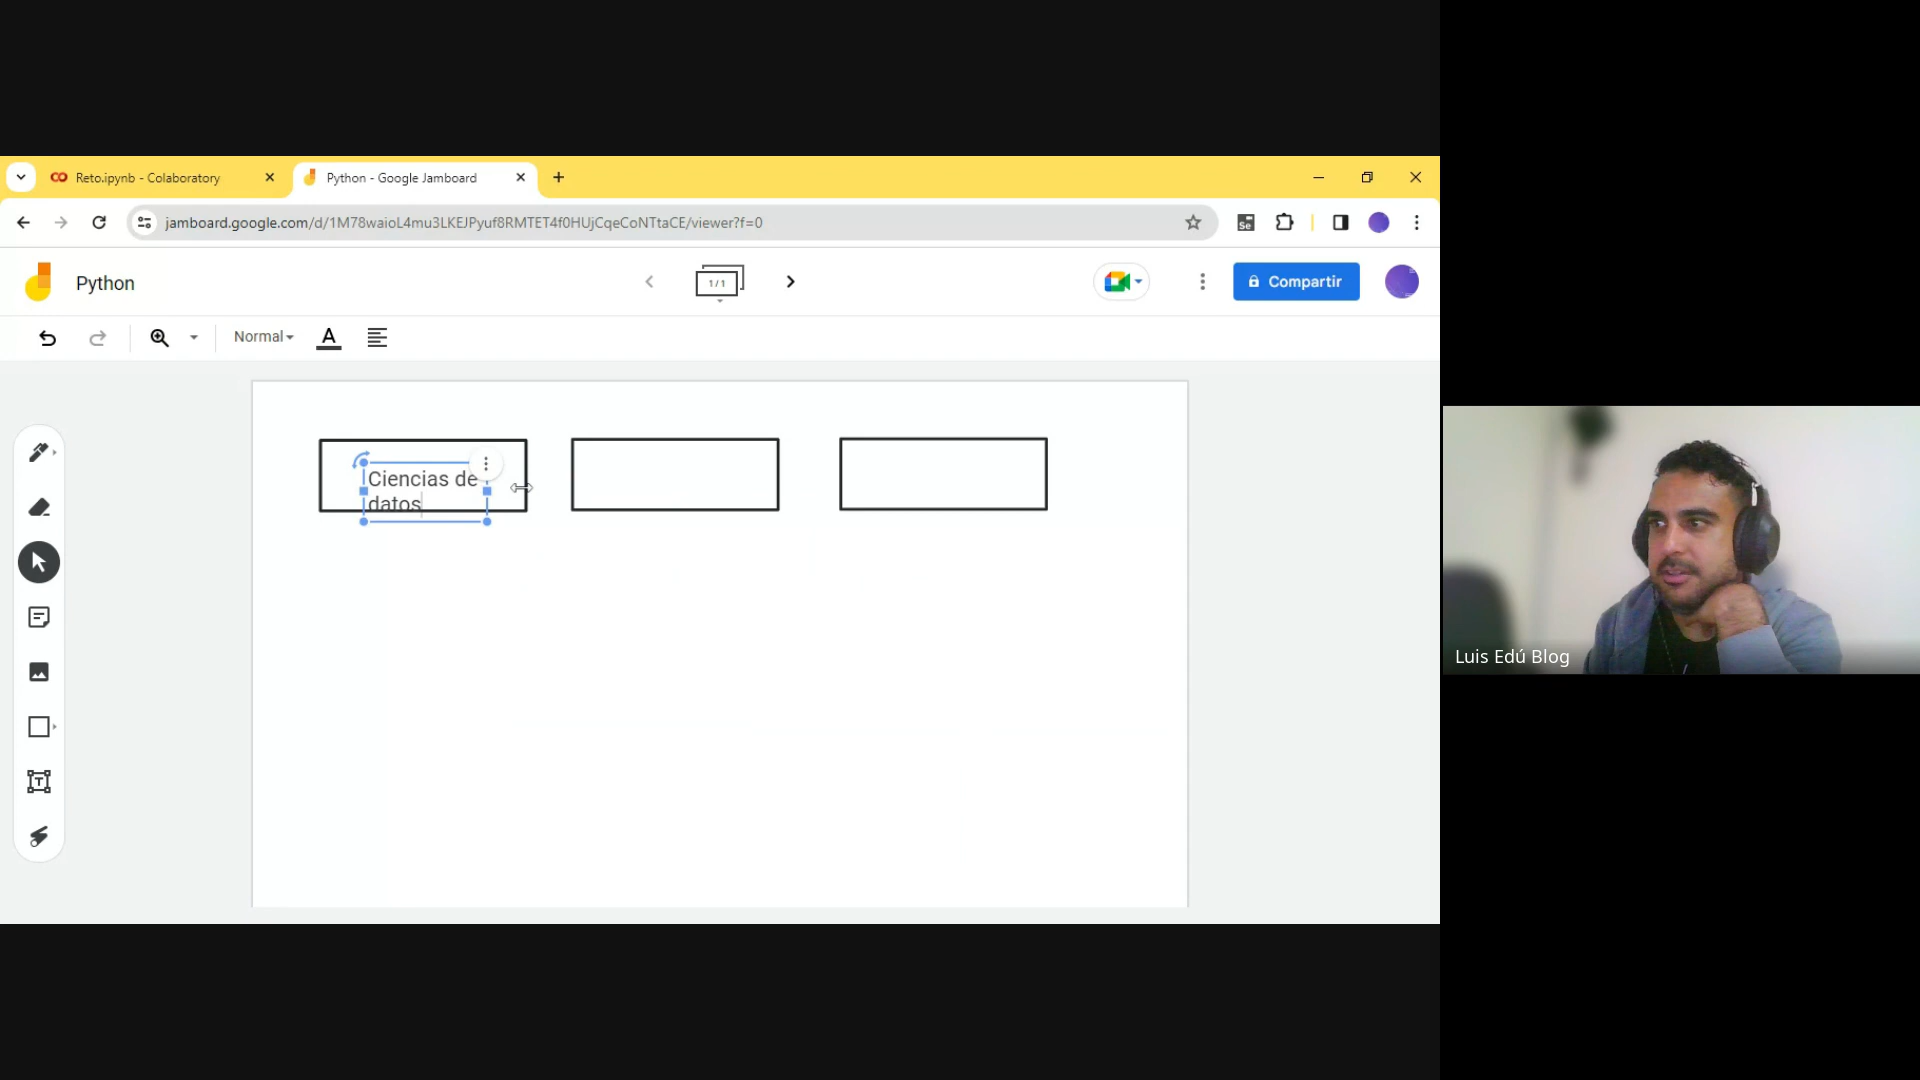 Reto.ipynb - Colaboratory
Python - Google Jamboard
jamboard.google.com/d/1M78waioL4mu3LKEJPyuf8RMTET4f0HUjCqeCoNTtaCE/viewer?f=0
Se
Python
1/1
Compartir
Normal
A
Ciencias de
datos
T
Luis Edú Blog